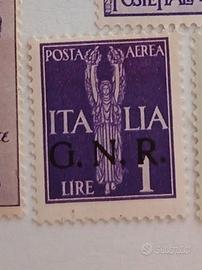 POSTA AEREA
ITALIA
G.N.R.
LIRE 1